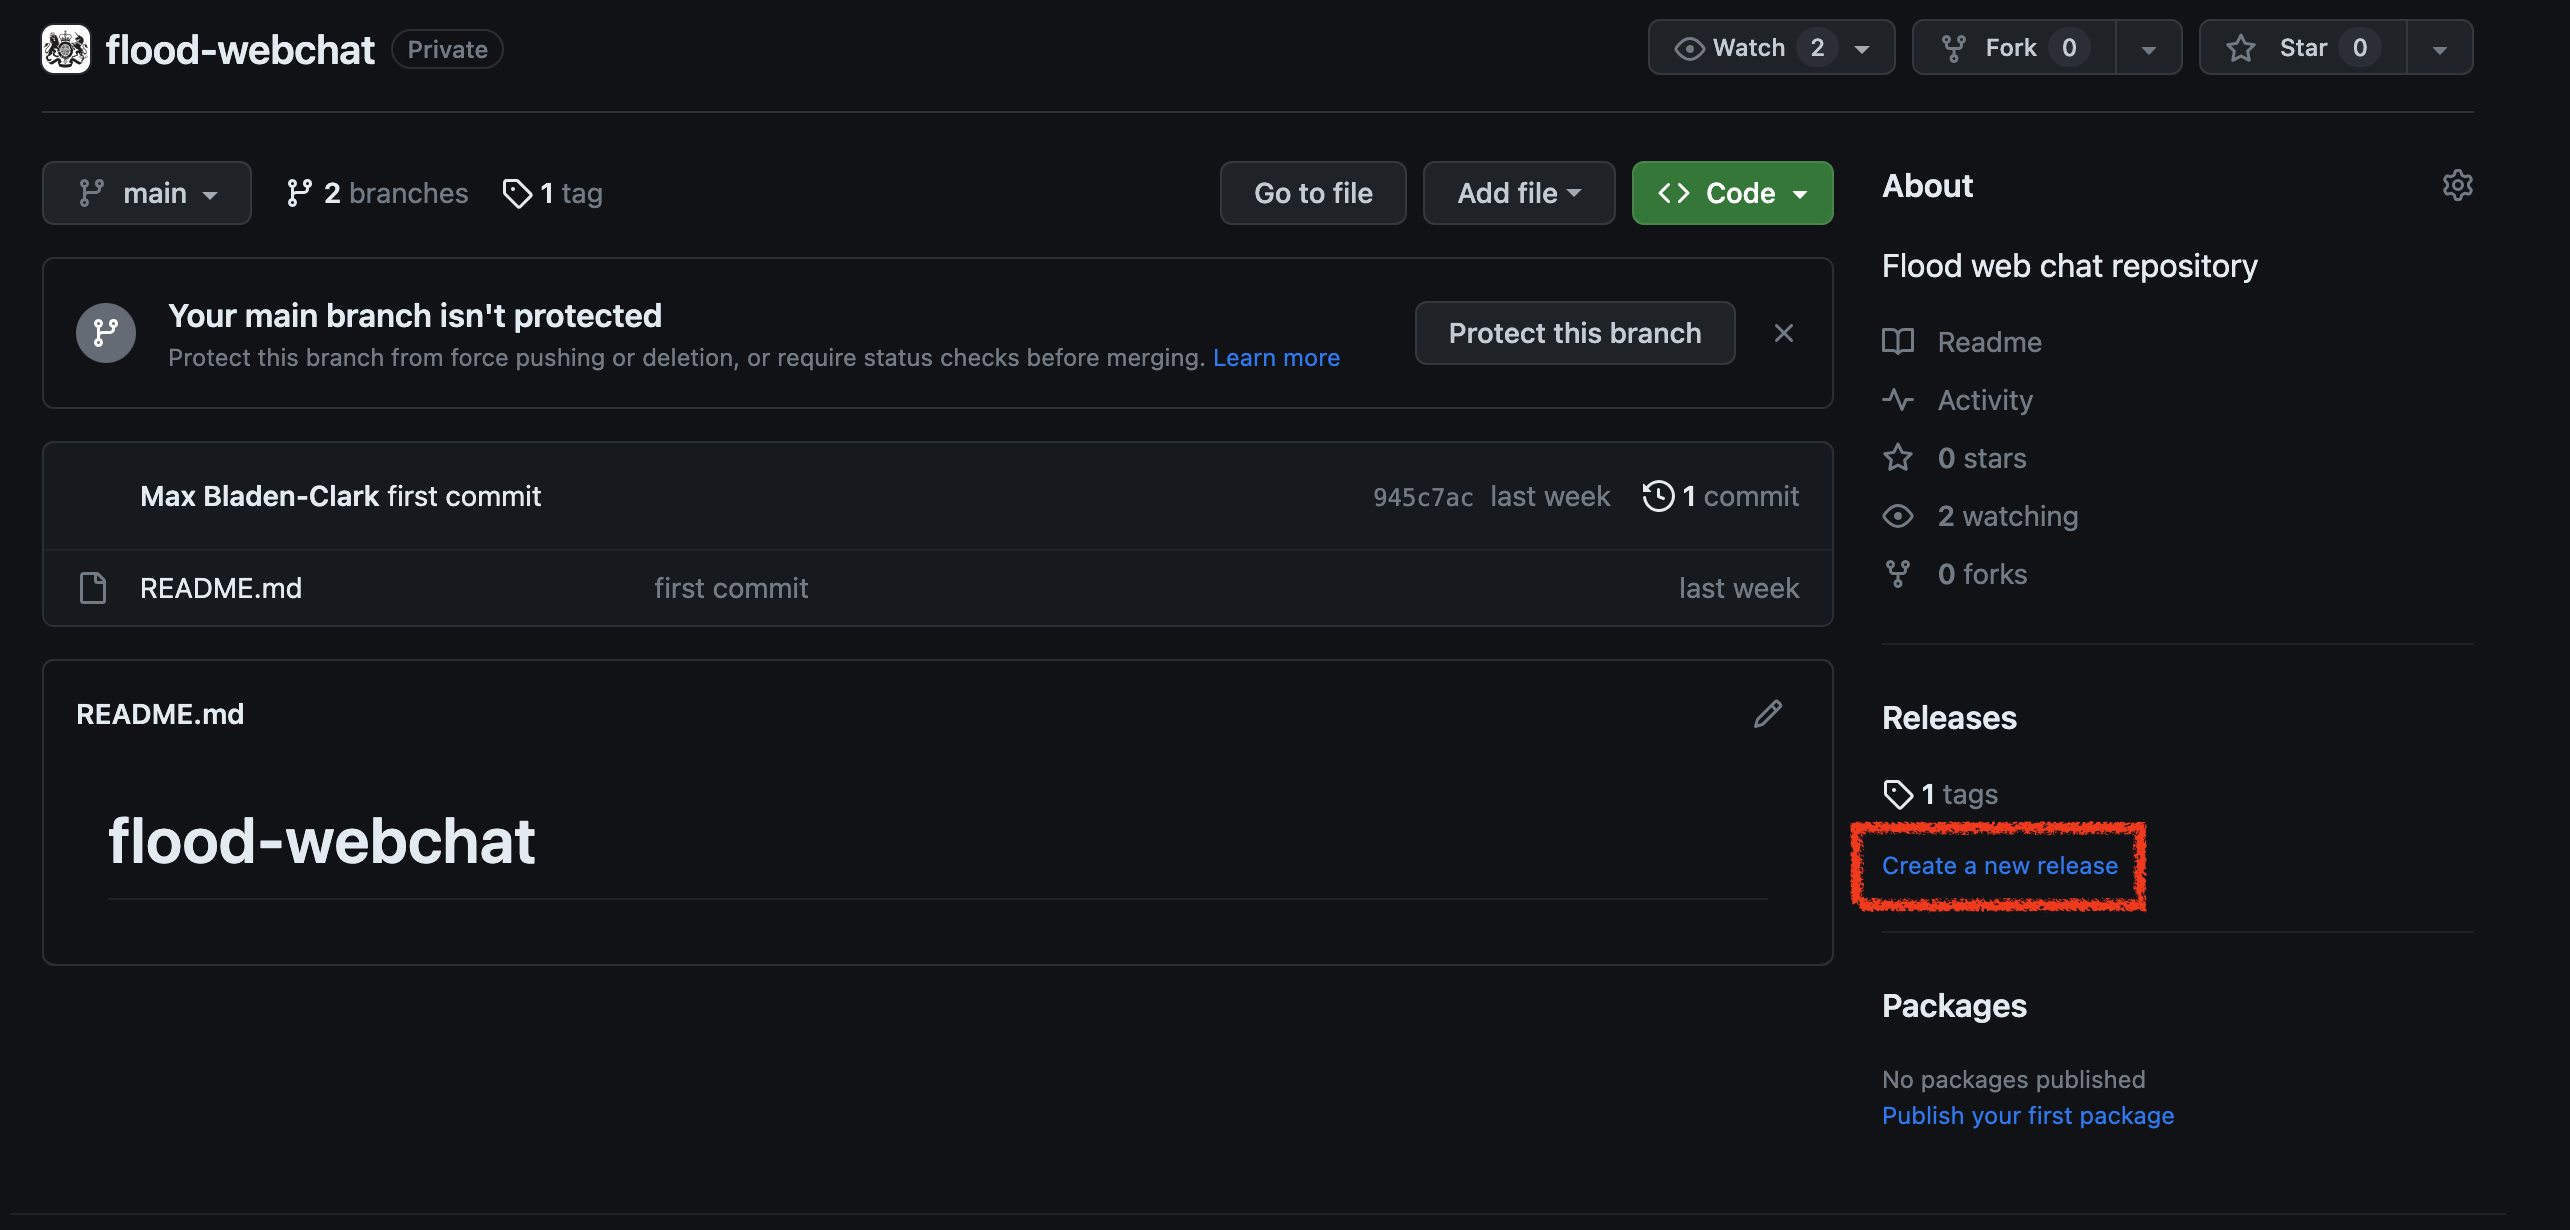 flood-webchat Private
Watch 2
Fork 0
Star 0
main
2 branches
1 tag
Go to file
Add file
Code
Your main branch isn't protected
Protect this branch from force pushing or deletion, or require status checks before merging. Learn more
Protect this branch
Max Bladen-Clark first commit
945c7ac last week
1 commit
README.md first commit last week
README.md
flood-webchat
About
Flood web chat repository
Readme
Activity
0 stars
2 watching
0 forks
Releases
1 tags
Create a new release
Packages
No packages published
Publish your first package